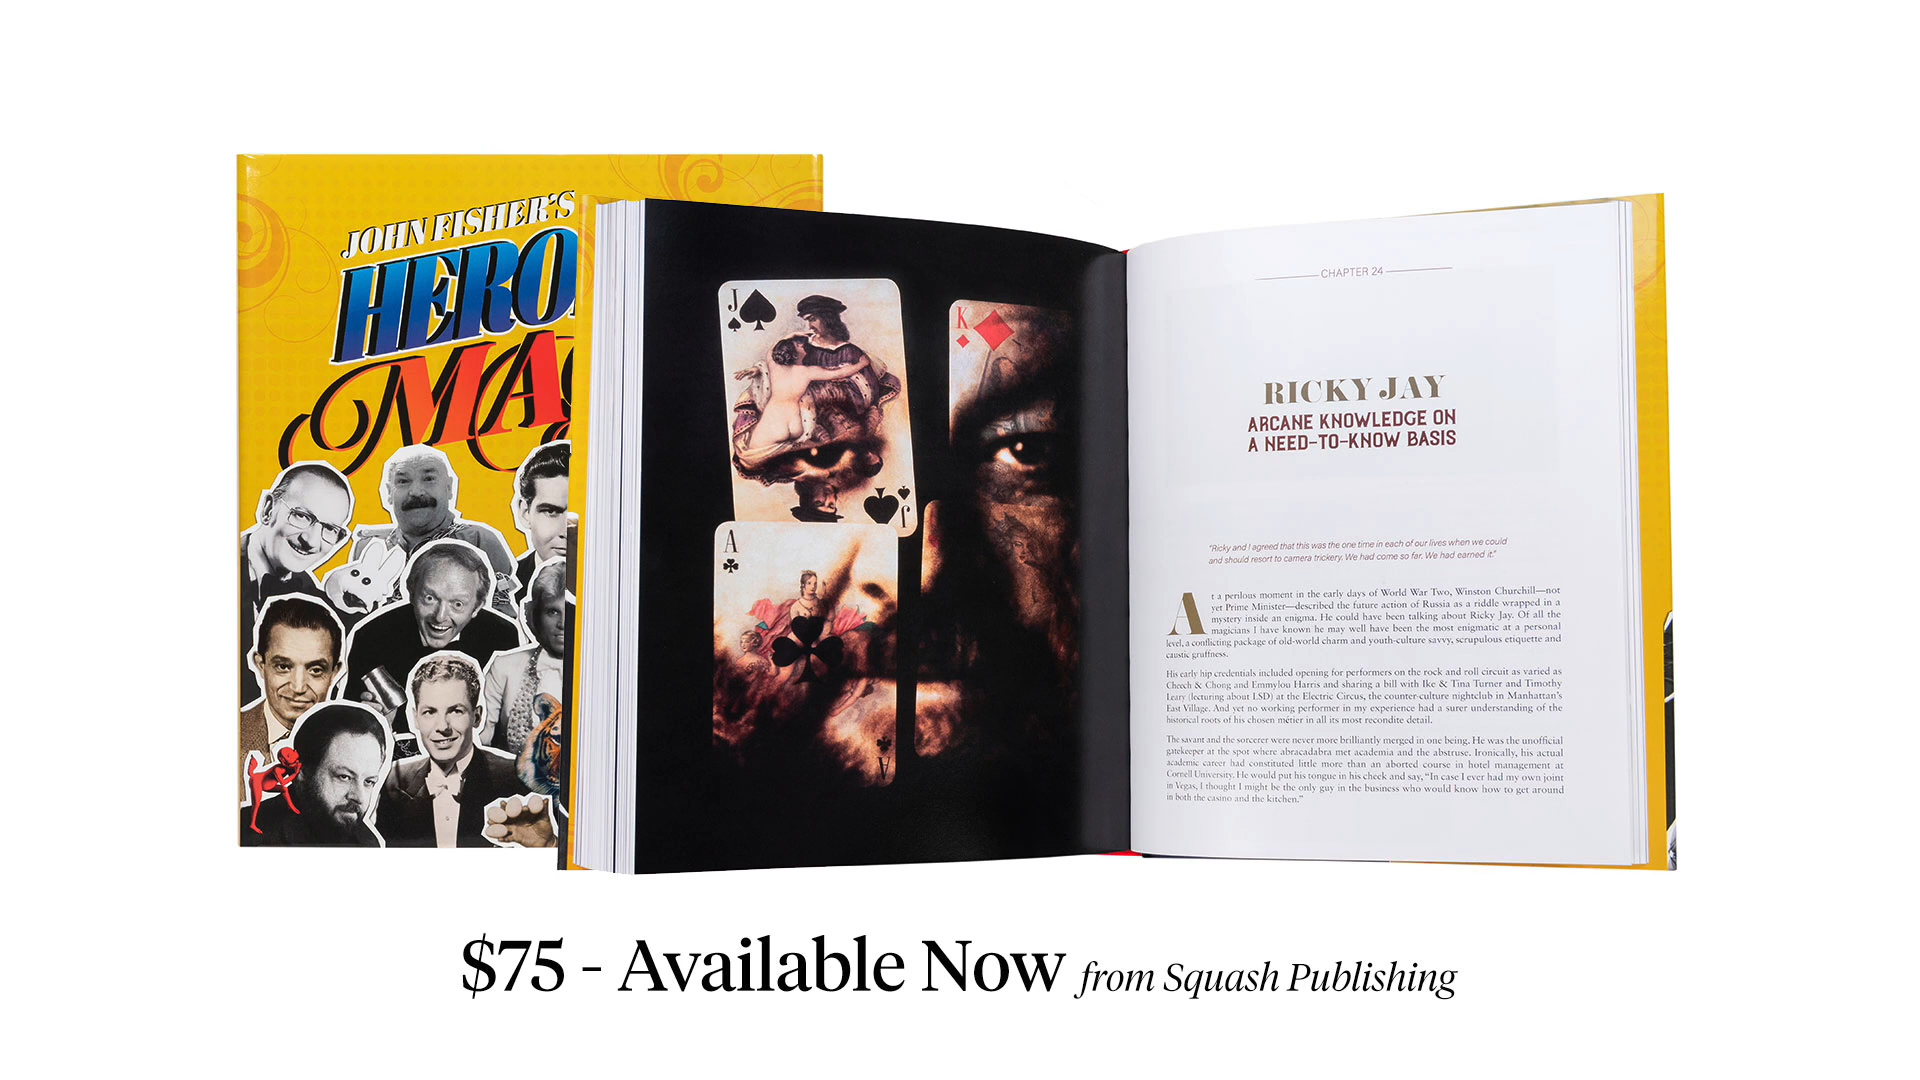 JOHN FISHER'S
HERO
MA
J
K
A
A
J
CHAPTER 24
RICKY JAY
ARCANE KNOWLEDGE ON
A NEED-TO-KNOW BASIS
"Ricky and I agreed that this was the one time in each of our lives when we could
and should resort to camera trickery. We had come so far. We had earned it."
At a perilous moment in the early days of World War Two, Winston Churchill—not
yet Prime Minister—described the future action of Russia as a riddle wrapped in a
mystery inside an enigma. He could have been talking about Ricky Jay. Of all the
magicians I have known he may well have been the most enigmatic at a personal
level, a conflicting package of old-world charm and youth-culture savvy, scrupulous etiquette and
caustic gruffness.
His early hip credentials included opening for performers on the rock and roll circuit as varied as
Cheech & Chong and Emmylou Harris and sharing a bill with Ike & Tina Turner and Timothy
Leary (lecturing about LSD) at the Electric Circus, the counter-culture nightclub in Manhattan's
East Village. And yet no working performer in my experience had a surer understanding of the
historical roots of his chosen métier in all its most recondite detail.
The savant and the sorcerer were never more brilliantly merged in one being. He was the unofficial
gatekeeper at the spot where abracadabra met academia and the abstruse. Ironically, his actual
academic career had constituted little more than an aborted course in hotel management at
Cornell University. He would put his tongue in his cheek and say, "In case I ever had my own joint
in Vegas, I thought I might be the only guy in the business who would know how to get around
in both the casino and the kitchen."
$75 - Available Now from Squash Publishing